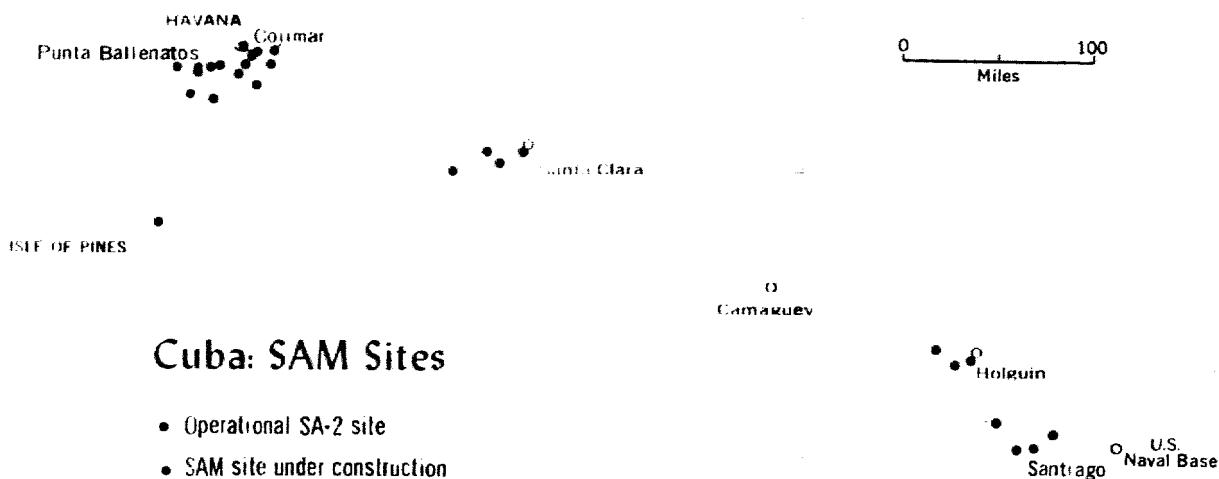 HAVANA
Cojimar
Punta Ballenatos
0 100
Miles
Santa Clara
ISLE OF PINES
Camaguey
Cuba: SAM Sites
• Operational SA-2 site
• SAM site under construction
Holguin
Santiago
U.S.
Naval Base